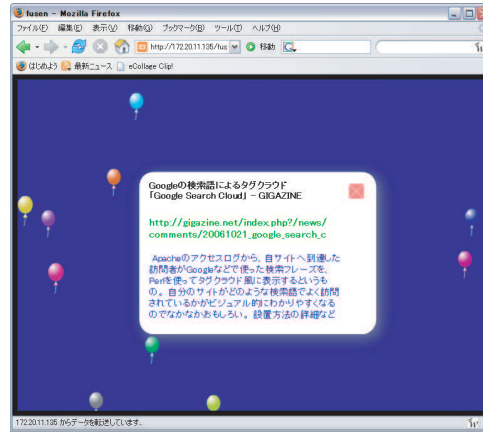 fusen - Mozilla Firefox
ファイル(F) 編集(E) 表示(V) 移動(G) ブックマーク(B) ツール(T) ヘルプ(H)
http://172.20.11.135/fus 移動
はじめよう 最新ニュース eCollage Clip!
Googleの検索語によるタグクラウド
「Google Search Cloud」 - GIGAZINE
http://gigazine.net/index.php?/news/
comments/20061021_google_search_c
Apacheのアクセスログから、自サイトへ到達した
訪問者がGoogleなどで使った検索フレーズを、
Perlを使ってタグクラウド風に表示するというも
の。自分のサイトがどのような検索語でよく訪問
されているかがビジュアル的にわかりやすくなる
のでなかなかおもしろい。設置方法の詳細など
172.20.11.135 からデータを転送しています。